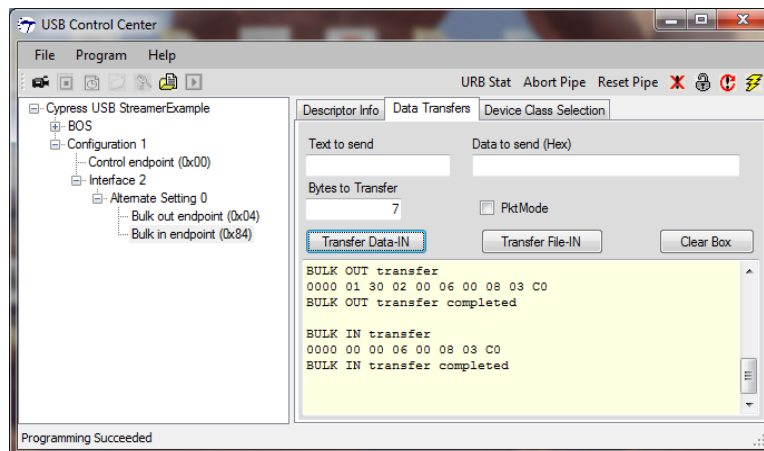 USB Control Center
File Program Help
URB Stat Abort Pipe Reset Pipe
Cypress USB StreamerExample
BOS
Configuration 1
Control endpoint (0x00)
Interface 2
Alternate Setting 0
Bulk out endpoint (0x04)
Bulk in endpoint (0x84)
Descriptor Info Data Transfers Device Class Selection
Text to send Data to send (Hex)
Bytes to Transfer
7 PktMode
Transfer Data-IN Transfer File-IN Clear Box
BULK OUT transfer
0000 01 30 02 00 06 00 08 03 C0
BULK OUT transfer completed
BULK IN transfer
0000 00 00 06 00 08 03 C0
BULK IN transfer completed
Programming Succeeded